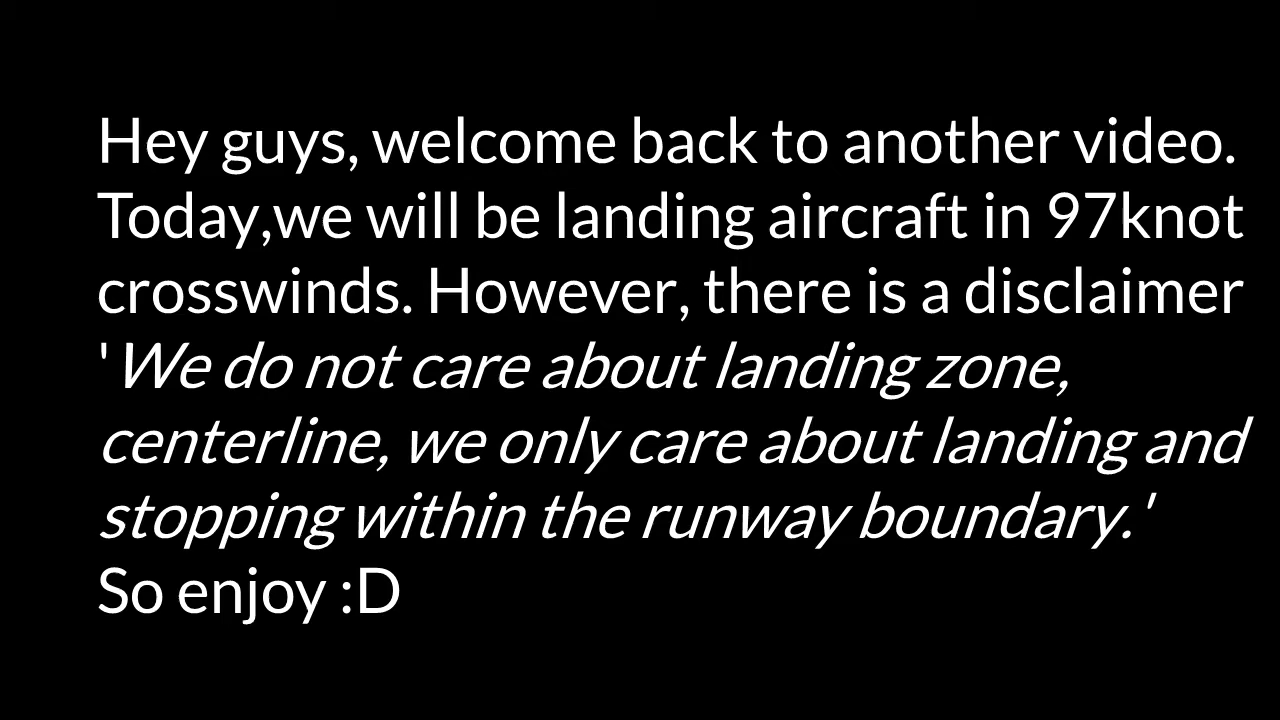 Hey guys, welcome back to another video.
Today,we will be landing aircraft in 97knot
crosswinds. However, there is a disclaimer
'We do not care about landing zone,
centerline, we only care about landing and
stopping within the runway boundary.'
So enjoy :D